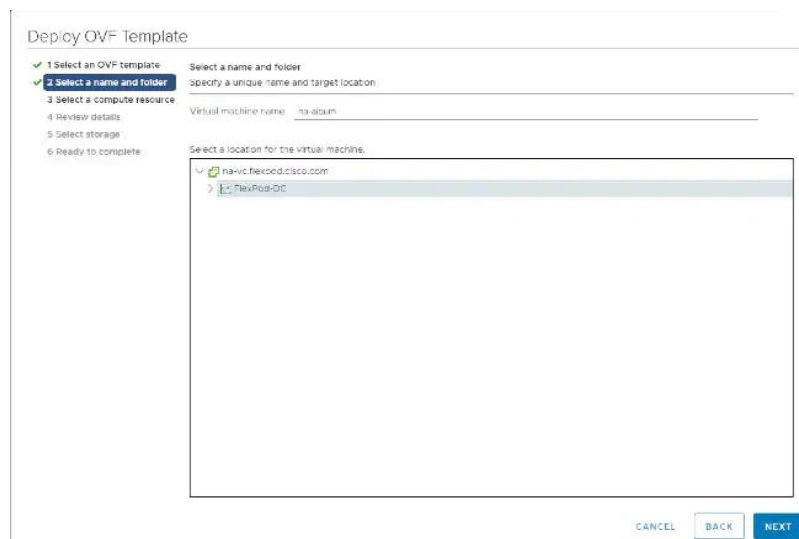 Deploy OVF Template
1 Select an OVF template
2 Select a name and folder
3 Select a compute resource
4 Review details
5 Select storage
6 Ready to complete
Select a name and folder
Specify a unique name and target location
Virtual machine name na-aium
Select a location for the virtual machine.
na-vc.flexpod.cisco.com
FlexPod-DC
CANCEL BACK NEXT